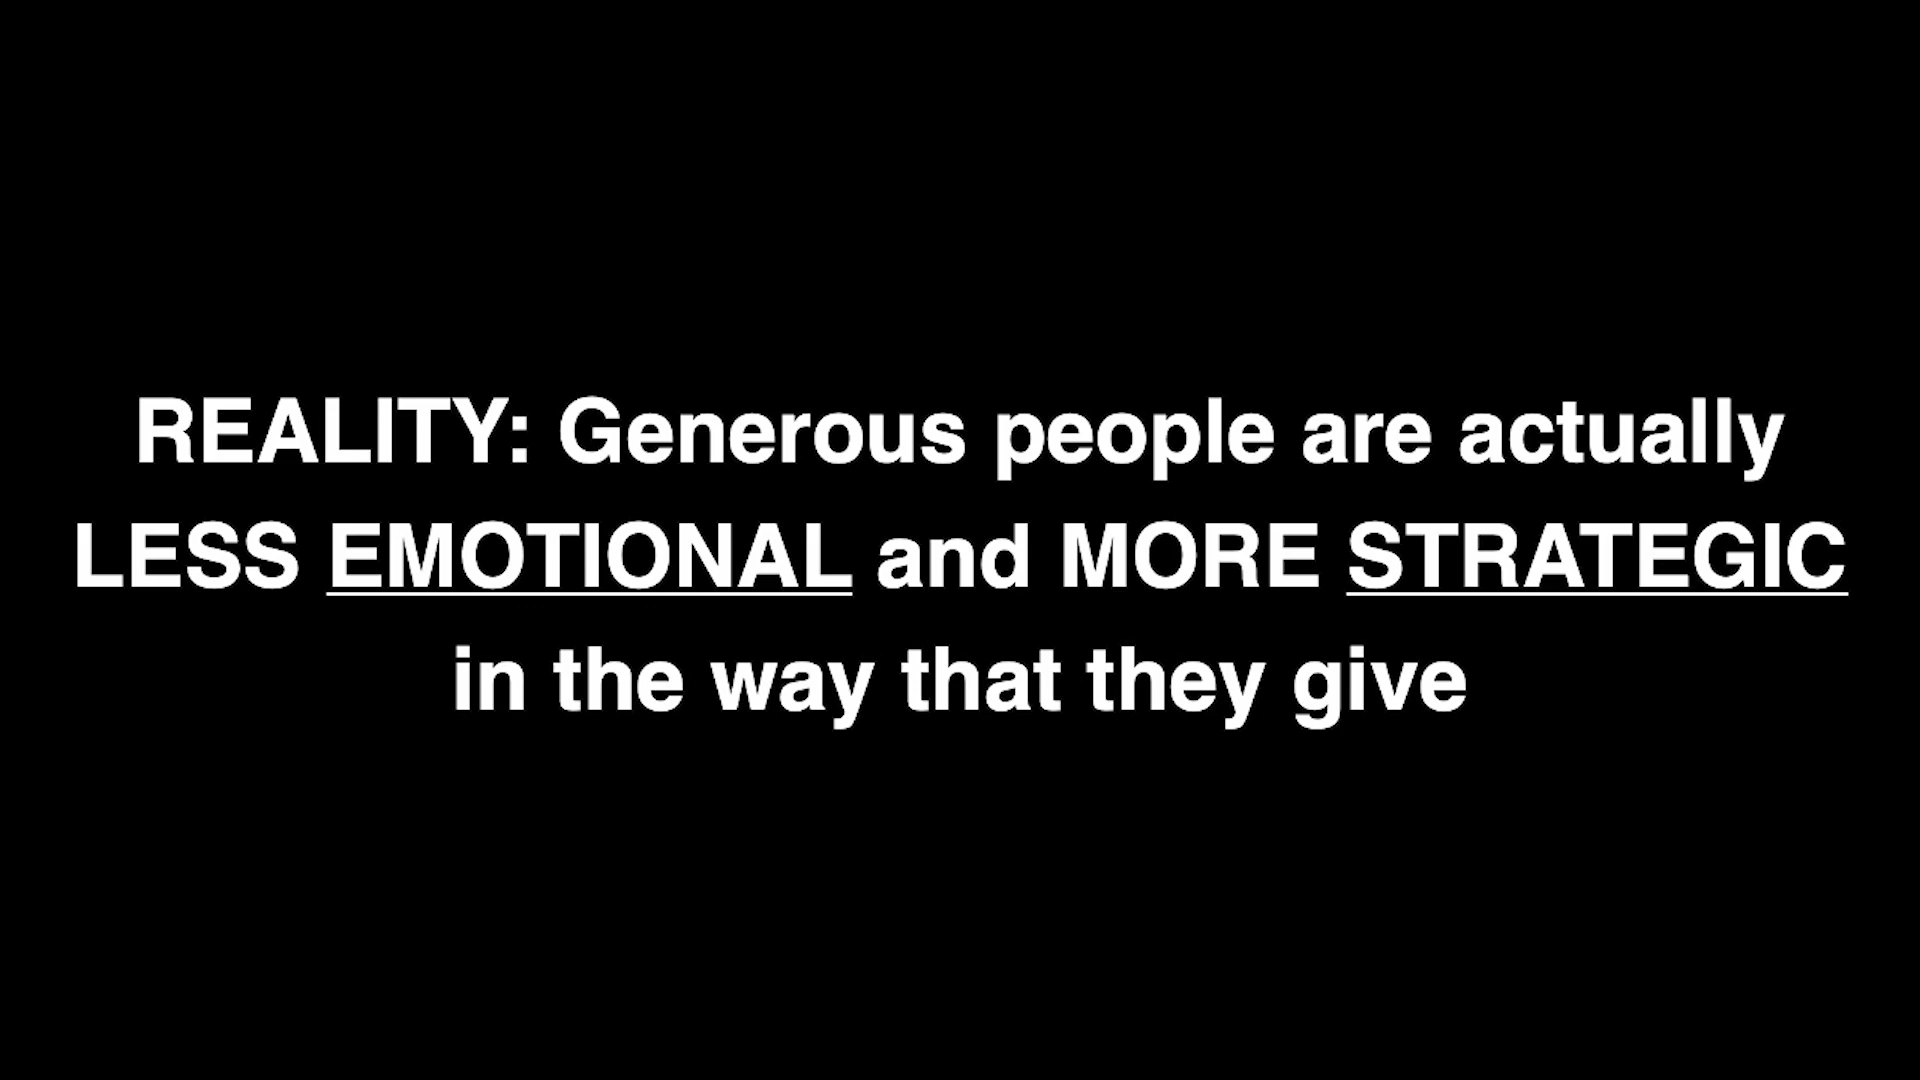 REALITY: Generous people are actually
LESS EMOTIONAL and MORE STRATEGIC
in the way that they give